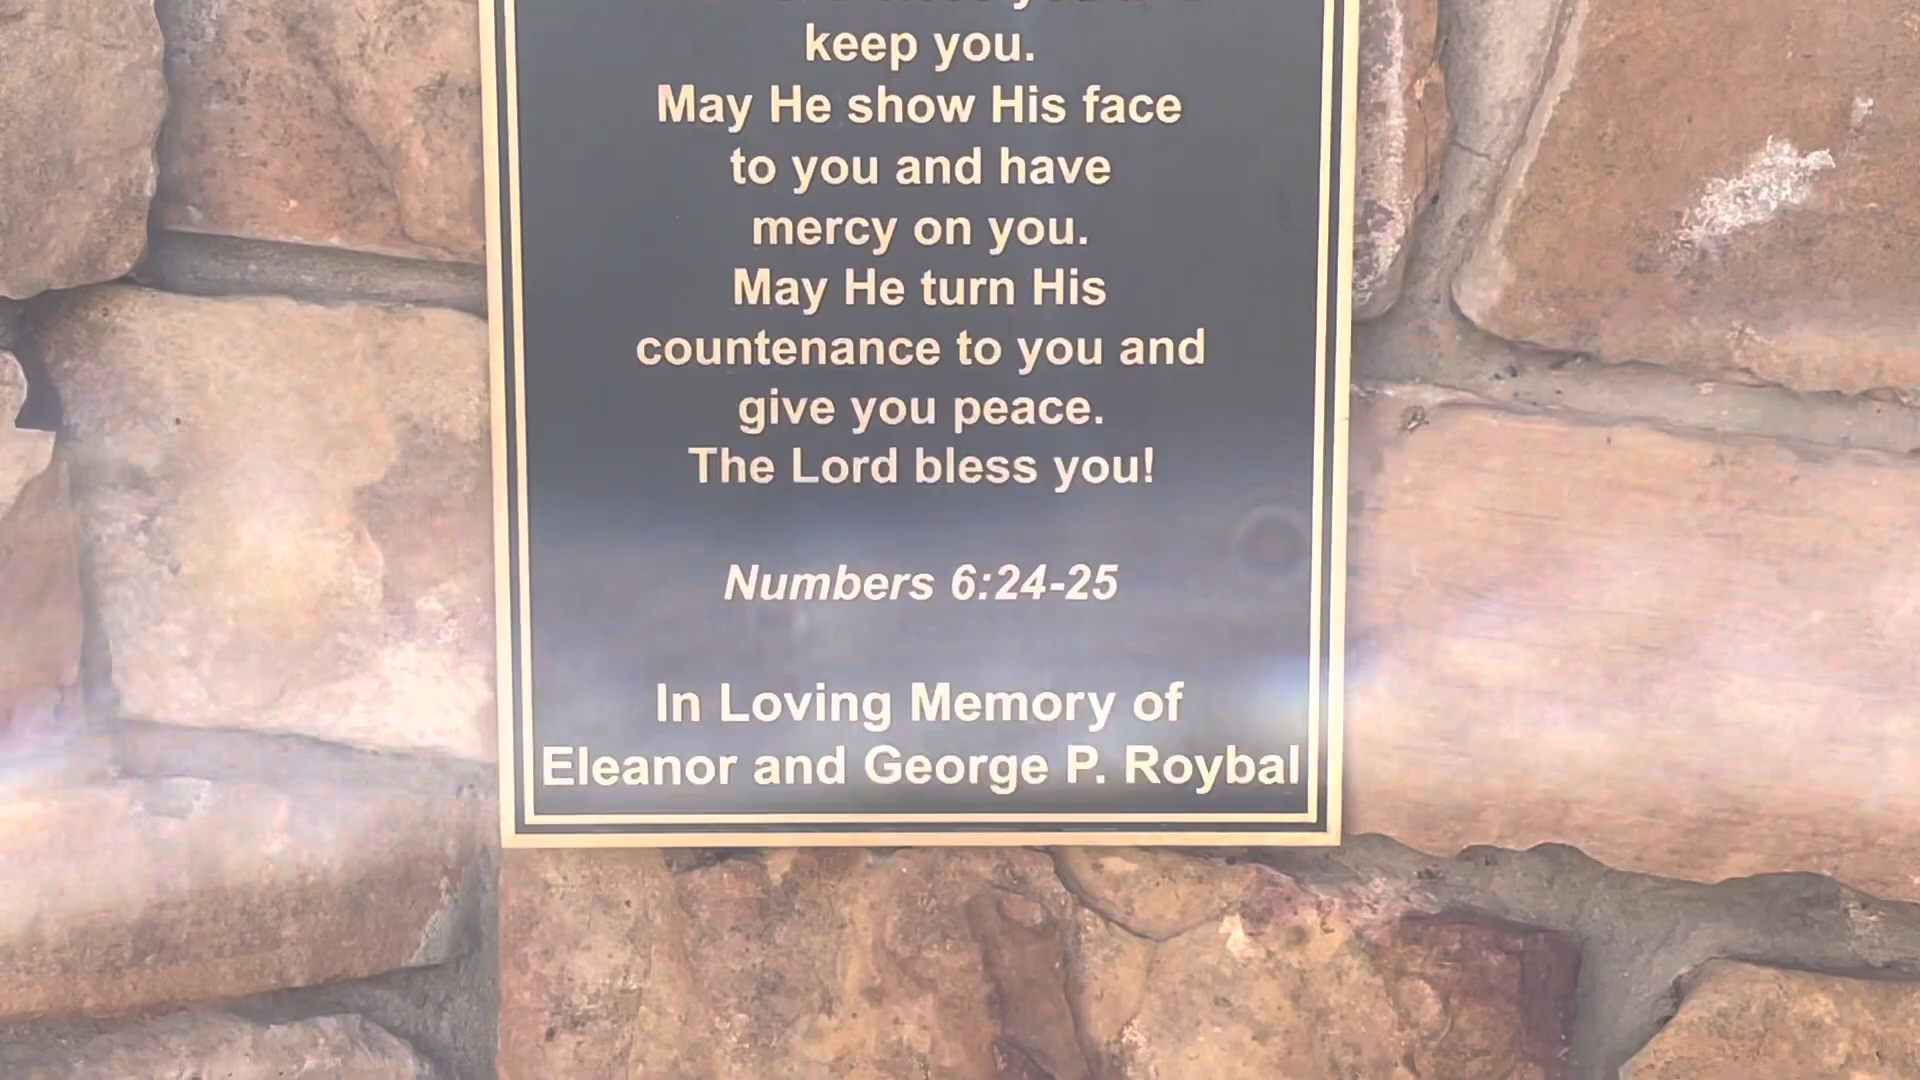 keep you.
May He show His face
to you and have
mercy on you.
May He turn His
countenance to you and
give you peace.
The Lord bless you!
Numbers 6:24-25
In Loving Memory of
Eleanor and George P. Roybal